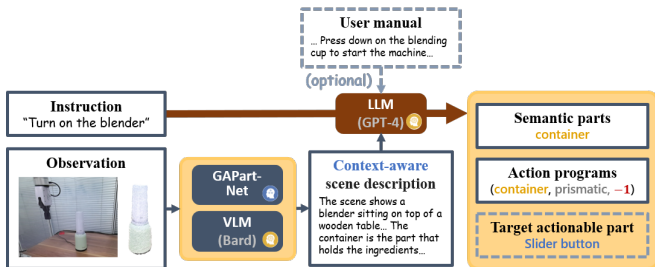 User manual
... Press down on the blending
cup to start the machine...
(optional)
Instruction
"Turn on the blender"
LLM
(GPT-4)
Semantic parts
container
Observation
GAPart-
Net
VLM
(Bard)
Context-aware
scene description
The scene shows a
blender sitting on top of a
wooden table... The
container is the part that
holds the ingredients...
Action programs
(container, prismatic, −1)
Target actionable part
Slider button